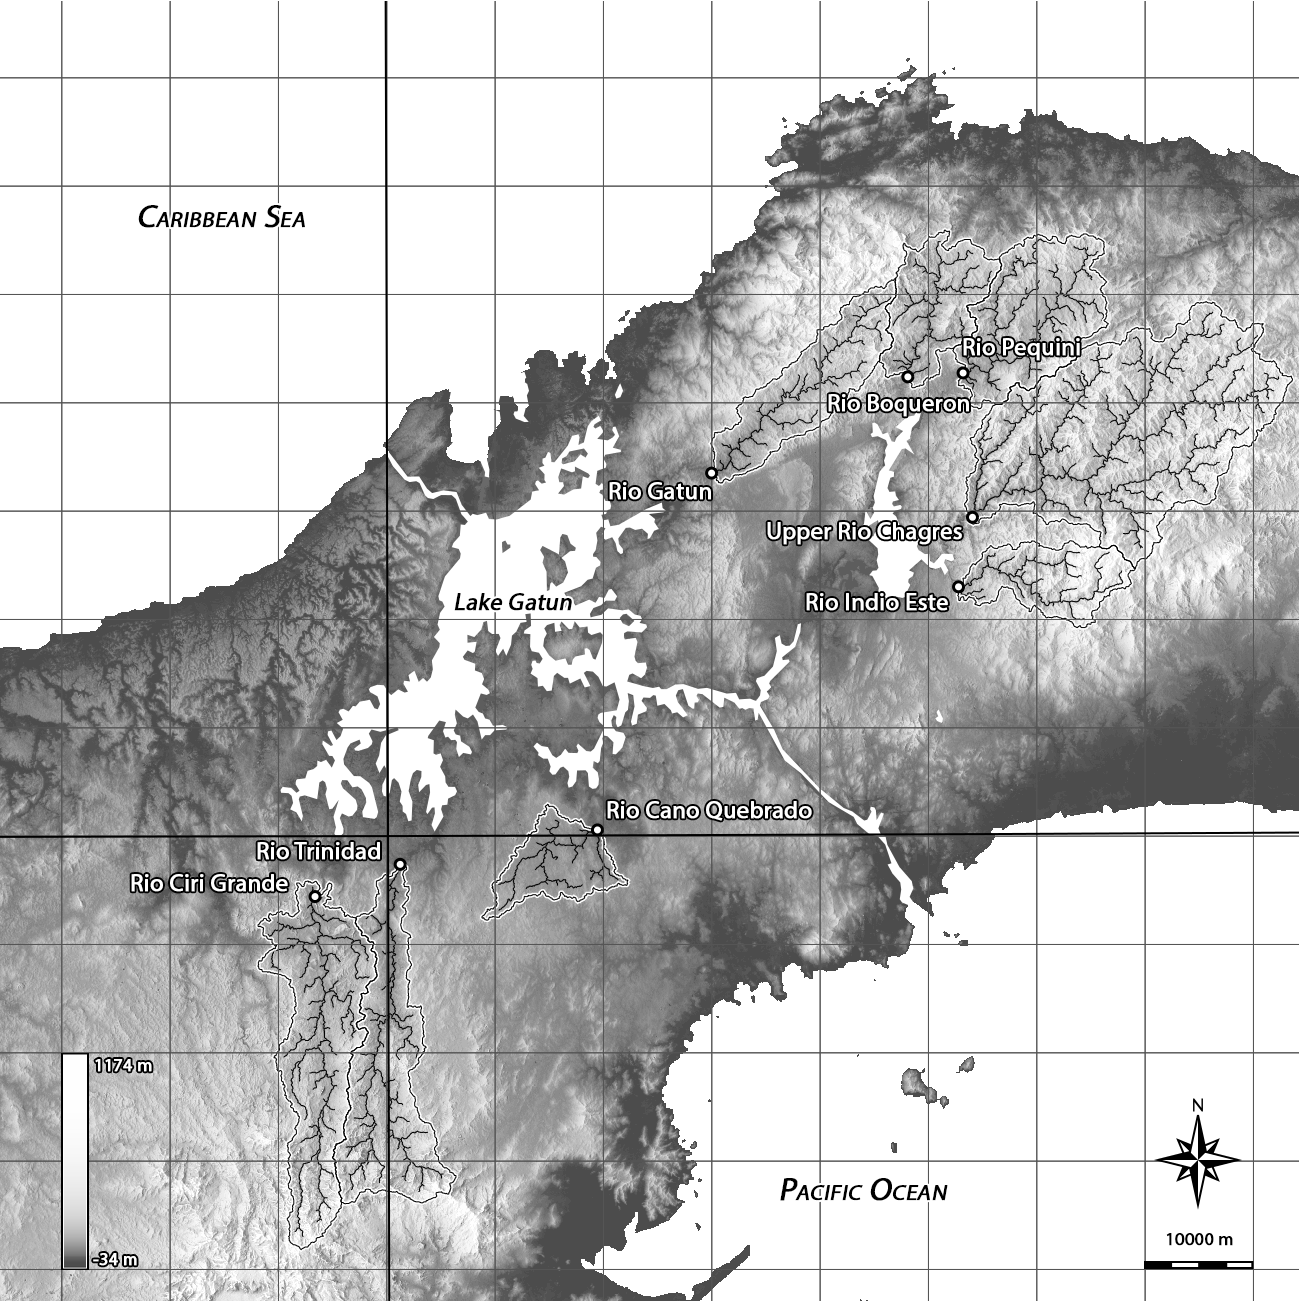 CARIBBEAN SEA
Rio Pequini
Rio Boqueron
Rio Gatun
Upper Rio Chagres
Lake Gatun
Rio Indio Este
Rio Cano Quebrado
Rio Trinidad
Rio Ciri Grande
1174 m
-34 m
N
PACIFIC OCEAN
10000 m